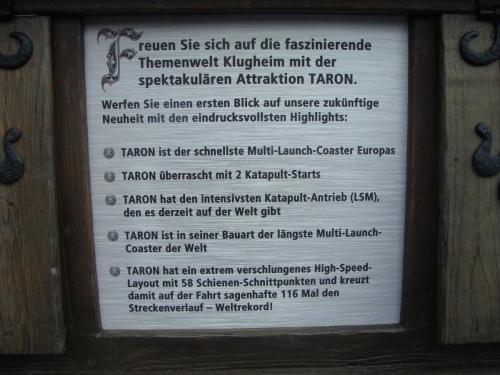 Freuen Sie sich auf die faszinierende
Themenwelt Klugheim mit der
spektakulären Attraktion TARON.
Werfen Sie einen ersten Blick auf unsere zukünftige
Neuheit mit den eindrucksvollsten Highlights:
TARON ist der schnellste Multi-Launch-Coaster Europas
TARON überrascht mit 2 Katapult-Starts
TARON hat den intensivsten Katapult-Antrieb (LSM),
den es derzeit auf der Welt gibt
TARON ist in seiner Bauart der längste Multi-Launch-
Coaster der Welt
TARON hat ein extrem verschlungenes High-Speed-
Layout mit 58 Schienen-Schnittpunkten und kreuzt
damit auf der Fahrt sagenhafte 116 Mal den
Streckenverlauf – Weltrekord!